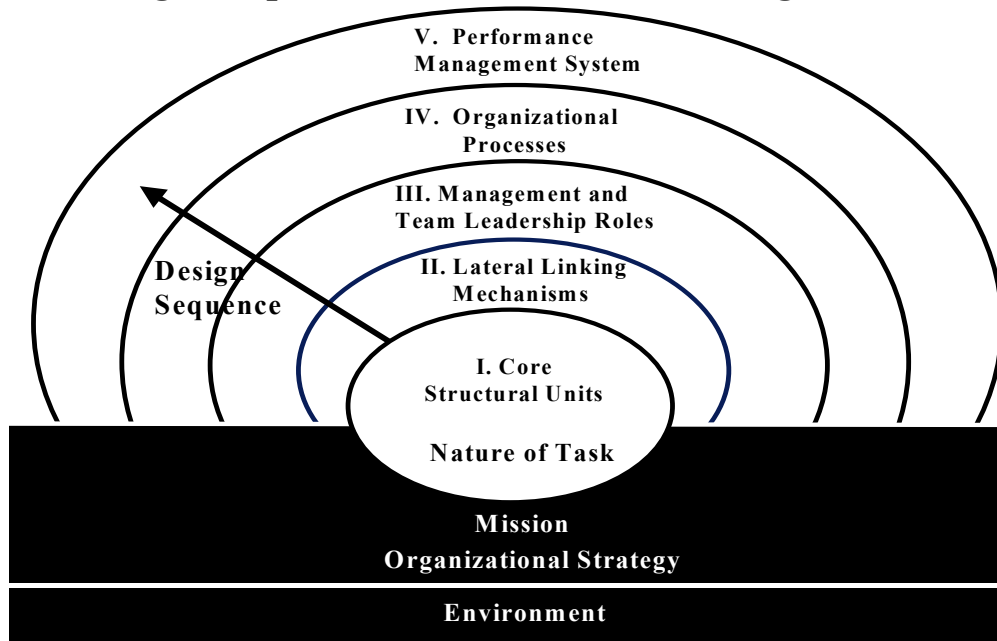 V. Performance
Management System
IV. Organizational
Processes
III. Management and
Team Leadership Roles
II. Lateral Linking
Mechanisms
Design
Sequence
I. Core
Structural Units
Nature of Task
Mission
Organizational Strategy
Environment